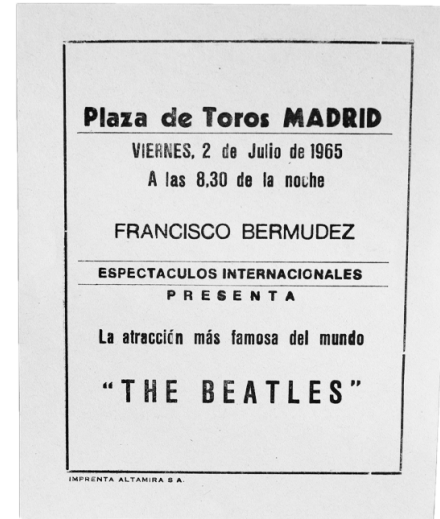 Plaza de Toros MADRID
VIERNES, 2 de Julio de 1965
A las 8,30 de la noche
FRANCISCO BERMUDEZ
ESPECTACULOS INTERNACIONALES
PRESENTA
La atracción más famosa del mundo
“THE BEATLES”
IMPRENTA ALTAMIRA S A.